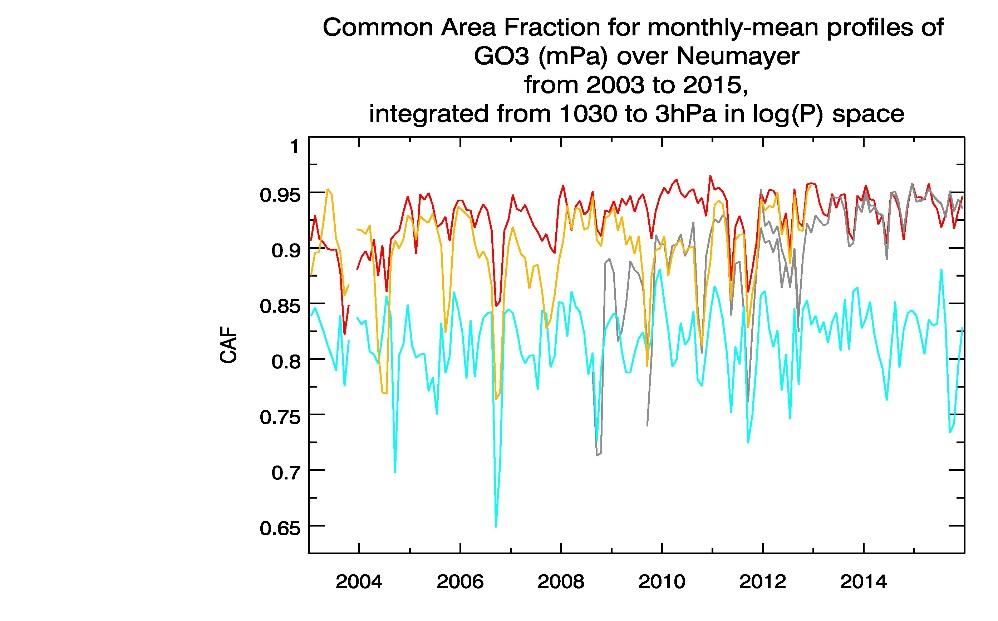 Common Area Fraction for monthly-mean profiles of
GO3 (mPa) over Neumayer
from 2003 to 2015,
integrated from 1030 to 3hPa in log(P) space
1
0.95
0.9
0.85
0.8
0.75
0.7
0.65
CAF
2004 2006 2008 2010 2012 2014